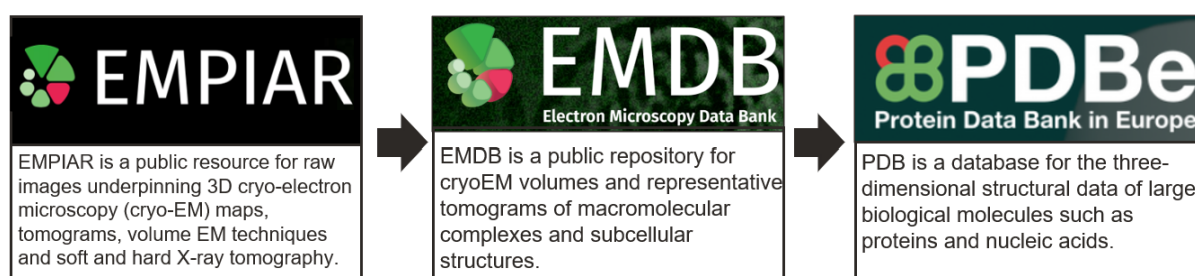 EMPIAR
EMPIAR is a public resource for raw
images underpinning 3D cryo-electron
microscopy (cryo-EM) maps,
tomograms, volume EM techniques
and soft and hard X-ray tomography.
EMDB
Electron Microscopy Data Bank
EMDB is a public repository for
cryoEM volumes and representative
tomograms of macromolecular
complexes and subcellular
structures.
PDBe
Protein Data Bank in Europe
PDB is a database for the three-
dimensional structural data of large
biological molecules such as
proteins and nucleic acids.